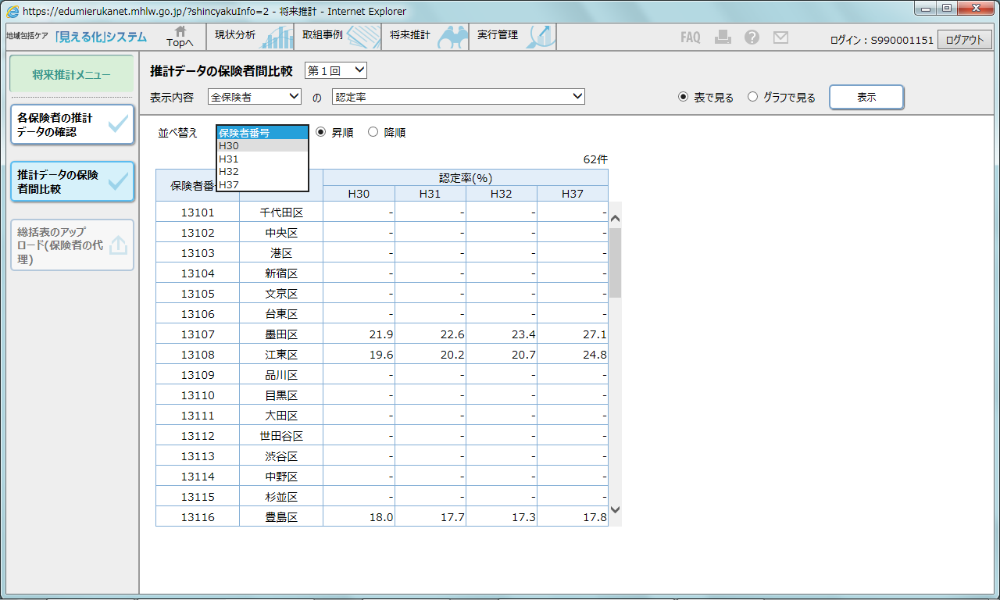 https://edumierukanet.mhlw.go.jp/?shincyakuInfo=2 - 将来推計 - Internet Explorer
地域包括ケア 「見える化」システム Topへ 現状分析 取組事例 将来推計 実行管理 FAQ ログイン：S990001151 ログアウト
将来推計メニュー
各保険者の推計
データの確認
推計データの保険
者間比較
総括表のアップ
ロード(保険者の代
理)
推計データの保険者間比較 第１回
表示内容 全保険者 の 認定率 表で見る グラフで見る 表示
並べ替え 保険者番号 昇順 降順
H30
H31
H32
H37
62件
保険者番 認定率(%)
H30 H31 H32 H37
13101 千代田区 - - - -
13102 中央区 - - - -
13103 港区 - - - -
13104 新宿区 - - - -
13105 文京区 - - - -
13106 台東区 - - - -
13107 墨田区 21.9 22.6 23.4 27.1
13108 江東区 19.6 20.2 20.7 24.8
13109 品川区 - - - -
13110 目黒区 - - - -
13111 大田区 - - - -
13112 世田谷区 - - - -
13113 渋谷区 - - - -
13114 中野区 - - - -
13115 杉並区 - - - -
13116 豊島区 18.0 17.7 17.3 17.8